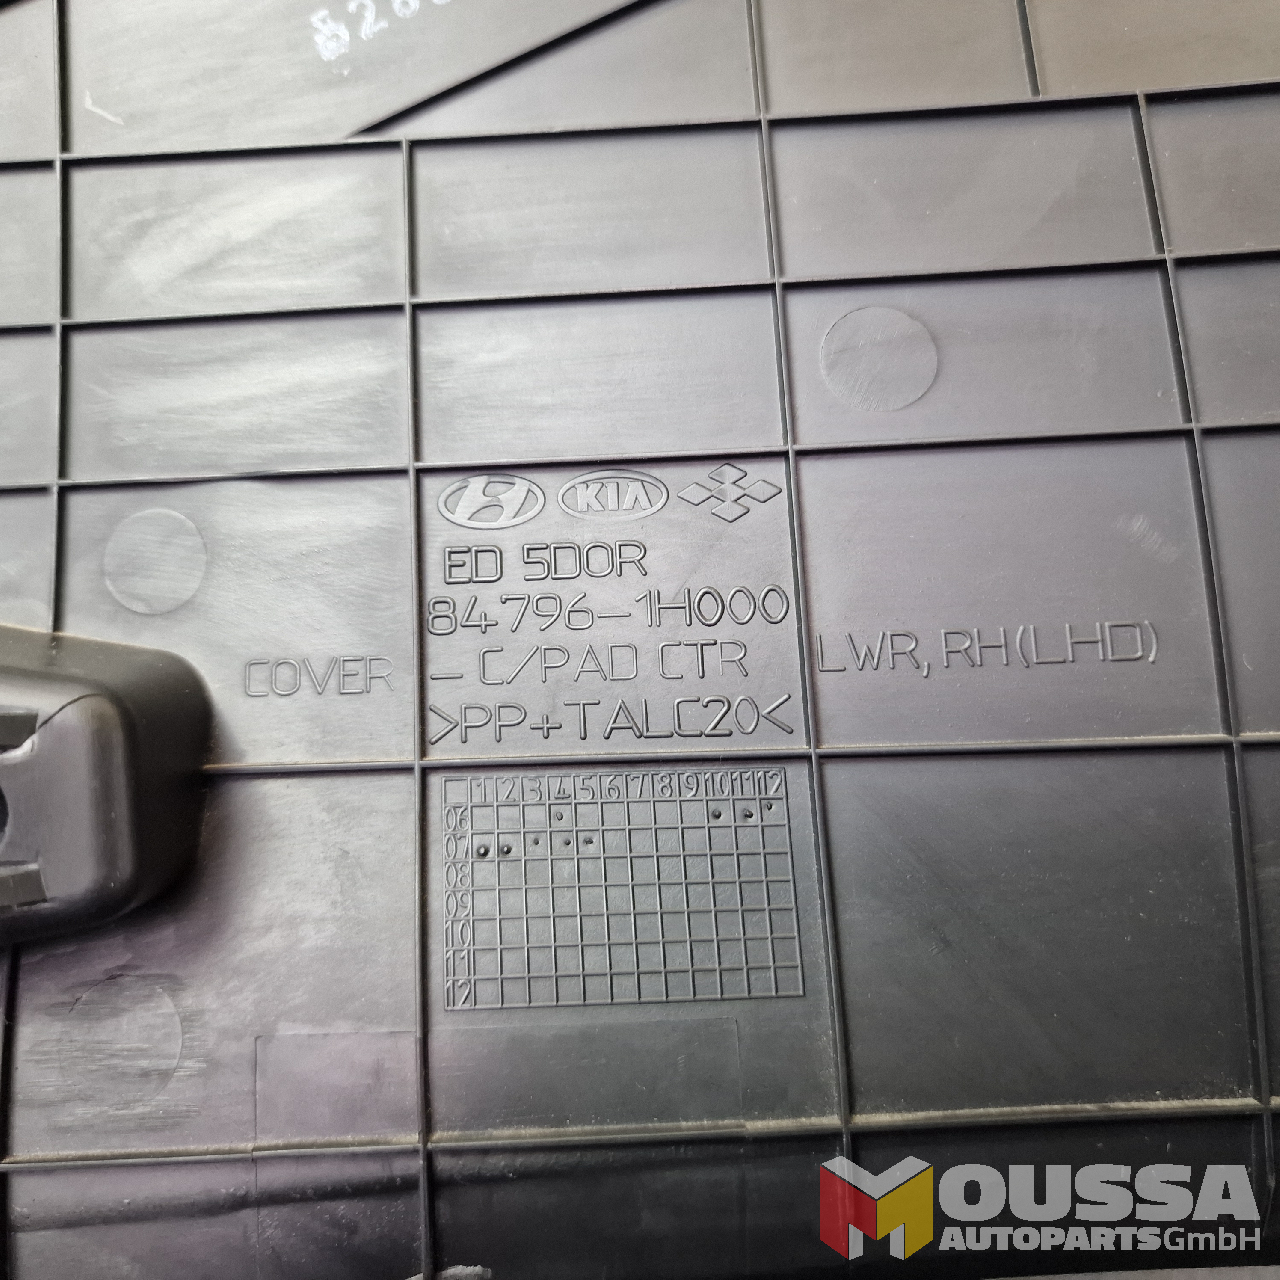 KIA
ED 5DOR
84796-1H000
COVER - C/PAD CTR LWR, RH(LHD)
>PP+TALC20<
1 2 3 4 5 6 7 8 9 10 11 12
06
07
08
09
10
11
12
MOUSSA
AUTOPARTS GmbH